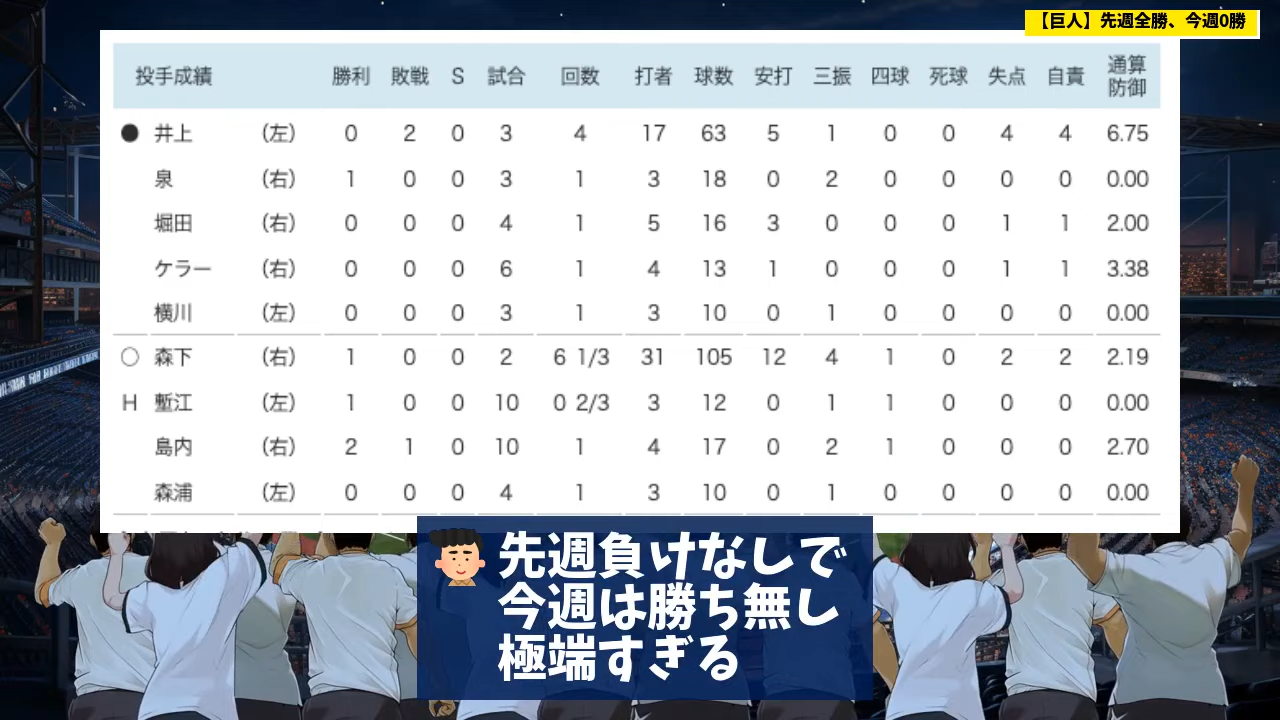 【巨人】先週全勝、今週0勝
投手成績 勝利 敗戦 S 試合 回数 打者 球数 安打 三振 四球 死球 失点 自責 通算防御
● 井上 (左) 0 2 0 3 4 17 63 5 1 0 0 4 4 6.75
泉 (右) 1 0 0 3 1 3 18 0 2 0 0 0 0 0.00
堀田 (右) 0 0 0 4 1 5 16 3 0 0 0 1 1 2.00
ケラー (右) 0 0 0 6 1 4 13 1 0 0 0 1 1 3.38
横川 (左) 0 0 0 3 1 3 10 0 1 0 0 0 0 0.00
○ 森下 (右) 1 0 0 2 6 1/3 31 105 12 4 1 0 2 2 2.19
H 塹江 (左) 1 0 0 10 0 2/3 3 12 0 1 1 0 0 0 0.00
島内 (右) 2 1 0 10 1 4 17 0 2 1 0 0 0 2.70
森浦 (左) 0 0 0 4 1 3 10 0 1 0 0 0 0 0.00
先週負けなしで
今週は勝ち無し
極端すぎる